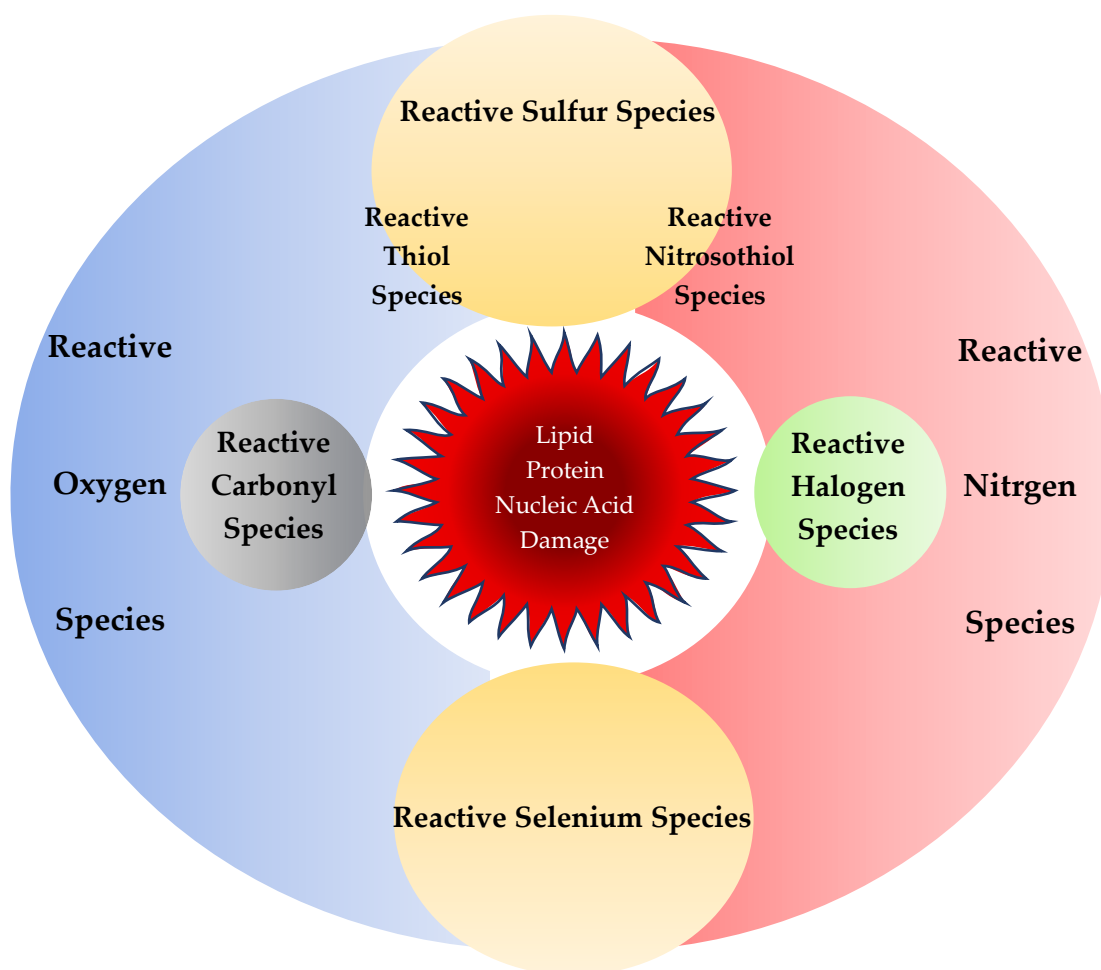 Reactive Sulfur Species
Reactive
Thiol
Species
Reactive
Nitrosothiol
Species
Reactive
Oxygen
Species
Reactive
Carbonyl
Species
Lipid
Protein
Nucleic Acid
Damage
Reactive
Halogen
Species
Reactive
Nitrgen
Species
Reactive Selenium Species